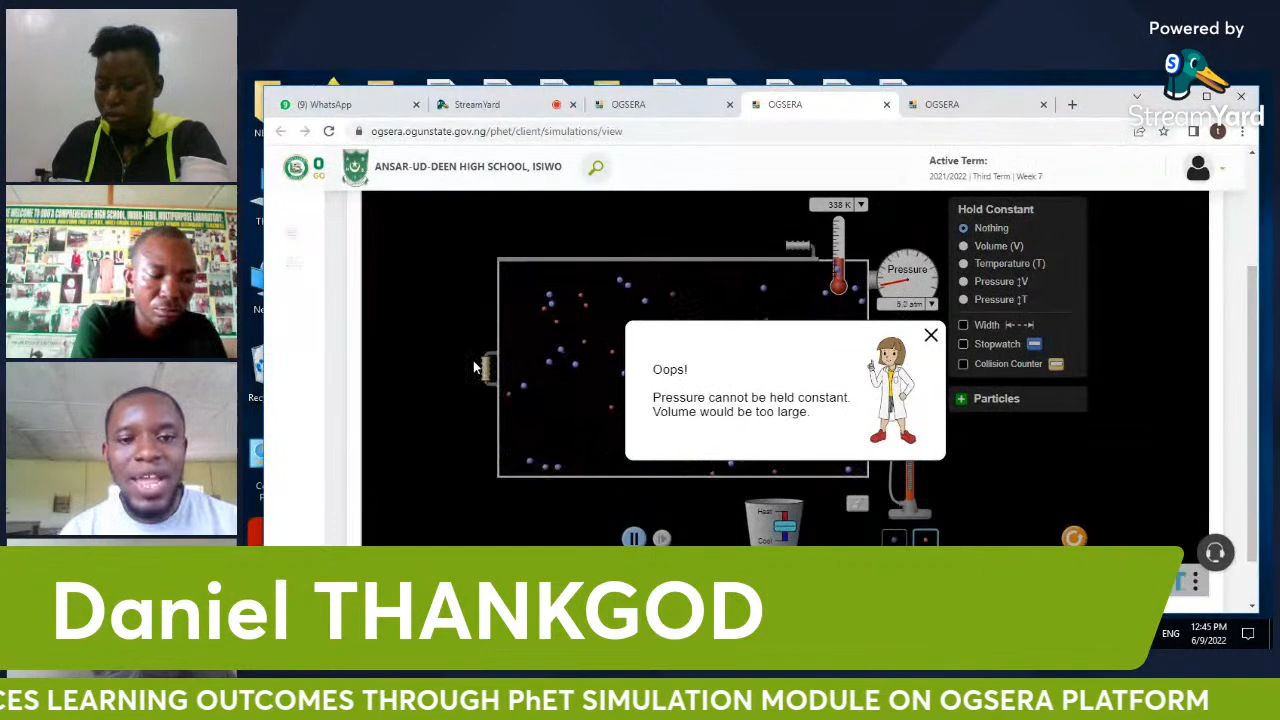 Powered by
StreamYard
(9) WhatsApp
StreamYard
OGSERA
OGSERA
OGSERA
ogsera.ogunstate.gov.ng/phet/client/simulations/view
GO
ANSAR-UD-DEEN HIGH SCHOOL, ISIWO
Active Term:
2021/2022 | Third Term | Week 7
338 K
Pressure
Hold Constant
Nothing
Volume (V)
Temperature (T)
Pressure ↕V
Pressure ↕T
Width
Stopwatch
Collision Counter
Particles
Oops!
Pressure cannot be held constant.
Volume would be too large.
Heat
Cool
Daniel THANKGOD
ENG
12:45 PM
6/9/2022
CES LEARNING OUTCOMES THROUGH PhET SIMULATION MODULE ON OGSERA PLATFORM